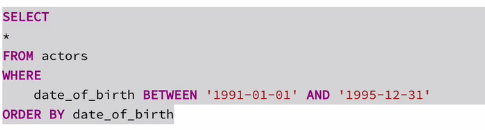 SELECT
*
FROM actors
WHERE
date_of_birth BETWEEN '1991-01-01' AND '1995-12-31'
ORDER BY date_of_birth